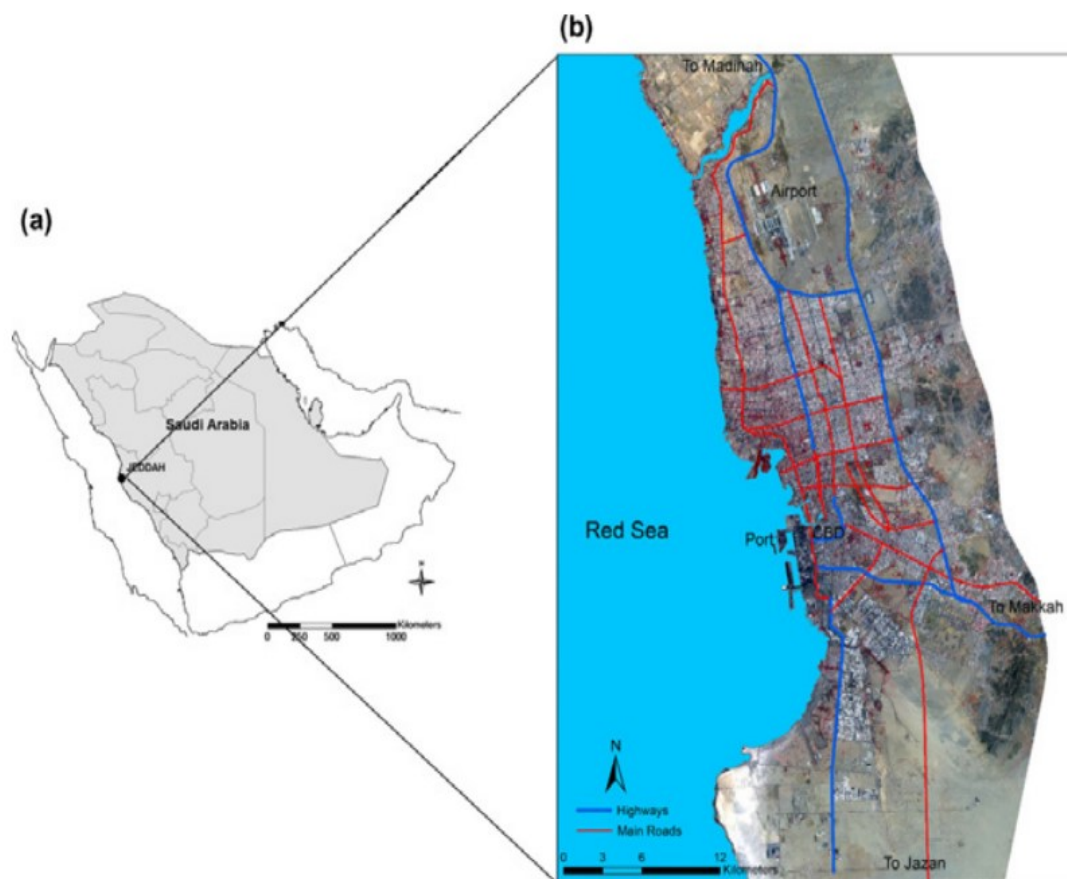 (a)
Saudi Arabia
JEDDAH
N
Kilometers
0 250 500 1000
(b)
To Madinah
Airport
Red Sea
Port
CBD
To Makkah
N
Highways
Main Roads
0 3 6 12
Kilometers
To Jazan